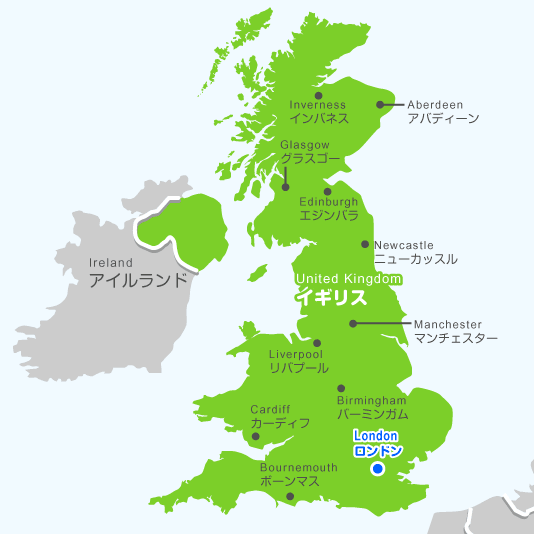 Inverness
インバネス
Aberdeen
アバディーン
Glasgow
グラスゴー
Edinburgh
エジンバラ
Newcastle
ニューカッスル
Ireland
アイルランド
United Kingdom
イギリス
Manchester
マンチェスター
Liverpool
リバプール
Birmingham
バーミンガム
Cardiff
カーディフ
London
ロンドン
Bournemouth
ボーンマス